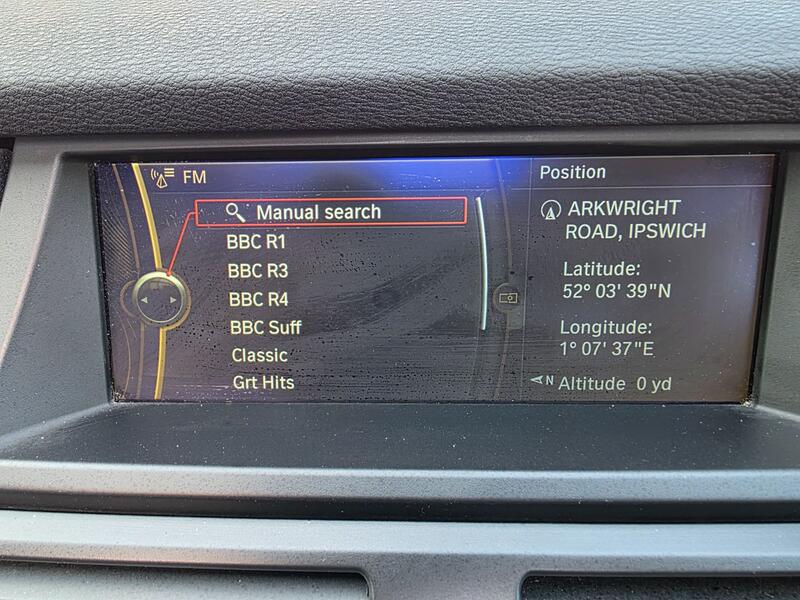 FM
Manual search
BBC R1
BBC R3
BBC R4
BBC Suff
Classic
Grt Hits
Position
ARKWRIGHT
ROAD, IPSWICH
Latitude:
52° 03' 39"N
Longitude:
1° 07' 37"E
N Altitude 0 yd